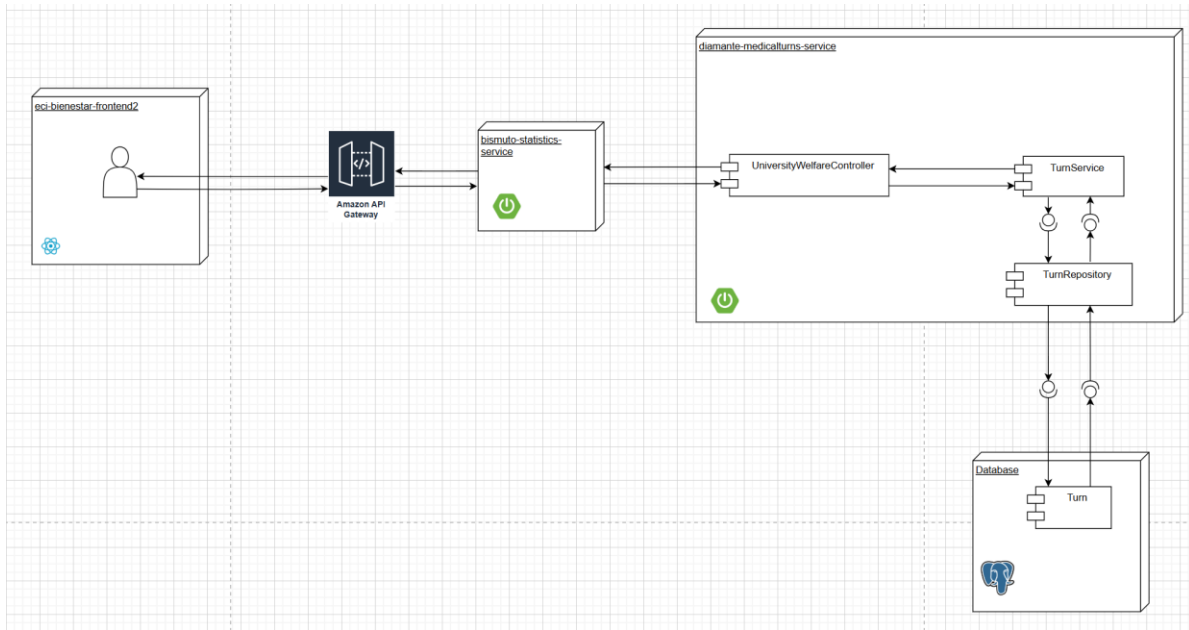 eci-bienestar-frontend2
Amazon API
Gateway
bismuto-statistics-
service
diamante-medicalturns-service
UniversityWelfareController
TurnService
TurnRepository
Database
Turn